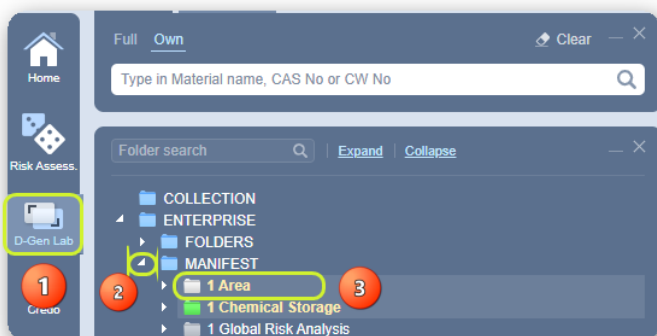 Home
Risk Assess.
D-Gen Lab
1
Credo
Full Own Clear
Type in Material name, CAS No or CW No
Folder search Expand Collapse
COLLECTION
ENTERPRISE
FOLDERS
2 MANIFEST
1 Area 3
1 Chemical Storage
1 Global Risk Analysis